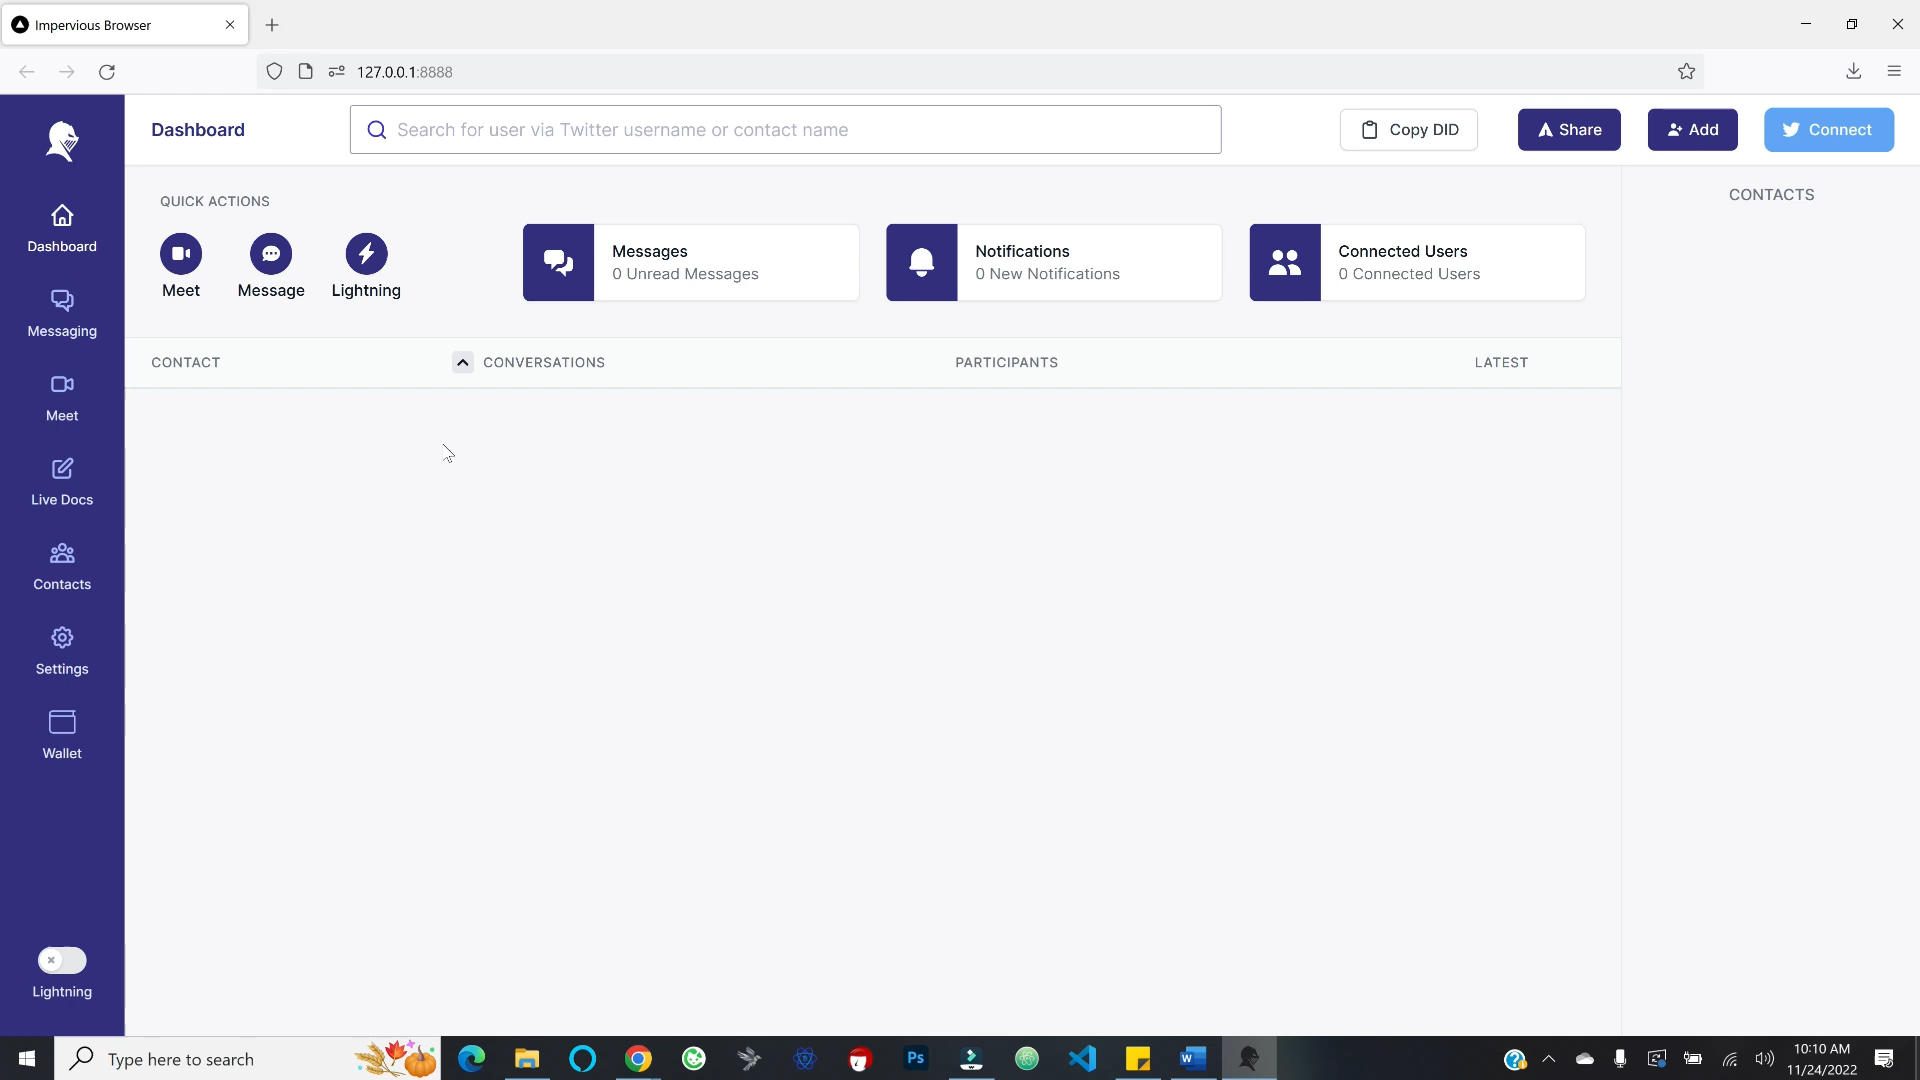 Impervious Browser
127.0.0.1:8888
Dashboard
Search for user via Twitter username or contact name
Copy DID
Share
Add
Connect
Dashboard
Messaging
Meet
Live Docs
Contacts
Settings
Wallet
Lightning
QUICK ACTIONS
Meet
Message
Lightning
Messages
0 Unread Messages
Notifications
0 New Notifications
Connected Users
0 Connected Users
CONTACTS
CONTACT
CONVERSATIONS
PARTICIPANTS
LATEST
Type here to search
Ps
10:10 AM
11/24/2022